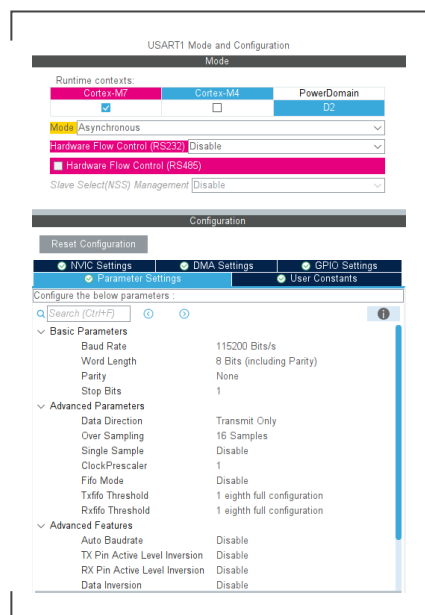 USART1 Mode and Configuration
Mode
Runtime contexts:
Cortex-M7 Cortex-M4 PowerDomain
D2
Mode Asynchronous
Hardware Flow Control (RS232) Disable
Hardware Flow Control (RS485)
Slave Select(NSS) Management Disable
Configuration
Reset Configuration
NVIC Settings DMA Settings GPIO Settings
Parameter Settings User Constants
Configure the below parameters :
Search (Ctrl+F)
Basic Parameters
Baud Rate 115200 Bits/s
Word Length 8 Bits (including Parity)
Parity None
Stop Bits 1
Advanced Parameters
Data Direction Transmit Only
Over Sampling 16 Samples
Single Sample Disable
ClockPrescaler 1
Fifo Mode Disable
Txfifo Threshold 1 eighth full configuration
Rxfifo Threshold 1 eighth full configuration
Advanced Features
Auto Baudrate Disable
TX Pin Active Level Inversion Disable
RX Pin Active Level Inversion Disable
Data Inversion Disable